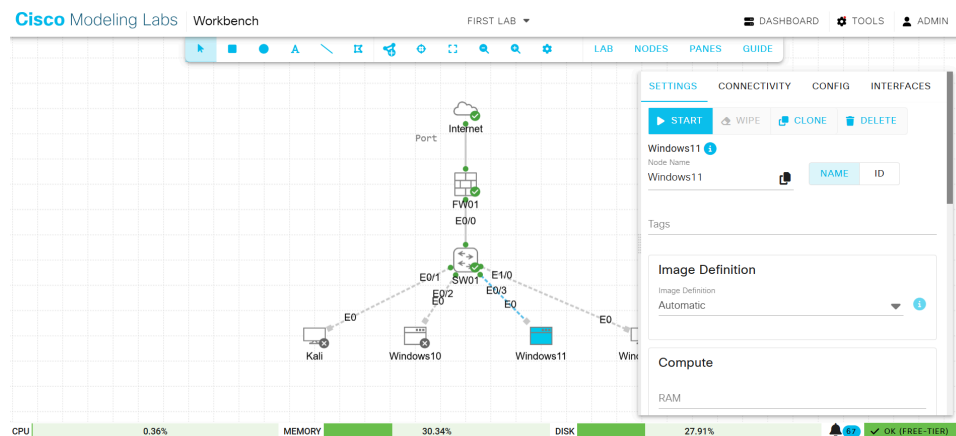 Cisco Modeling Labs Workbench FIRST LAB DASHBOARD TOOLS ADMIN
A LAB NODES PANES GUIDE
SETTINGS CONNECTIVITY CONFIG INTERFACES
START WIPE CLONE DELETE
Windows11
Node Name
Windows11 NAME ID
Tags
Image Definition
Image Definition
Automatic
Compute
RAM
Internet
Port
FW01
E0/0
SW01
E0/1
E0/2
E0/3
E1/0
E0
E0
E0
E0
Kali Windows10 Windows11
CPU 0.36% MEMORY 30.34% DISK 27.91% 67 OK (FREE-TIER)